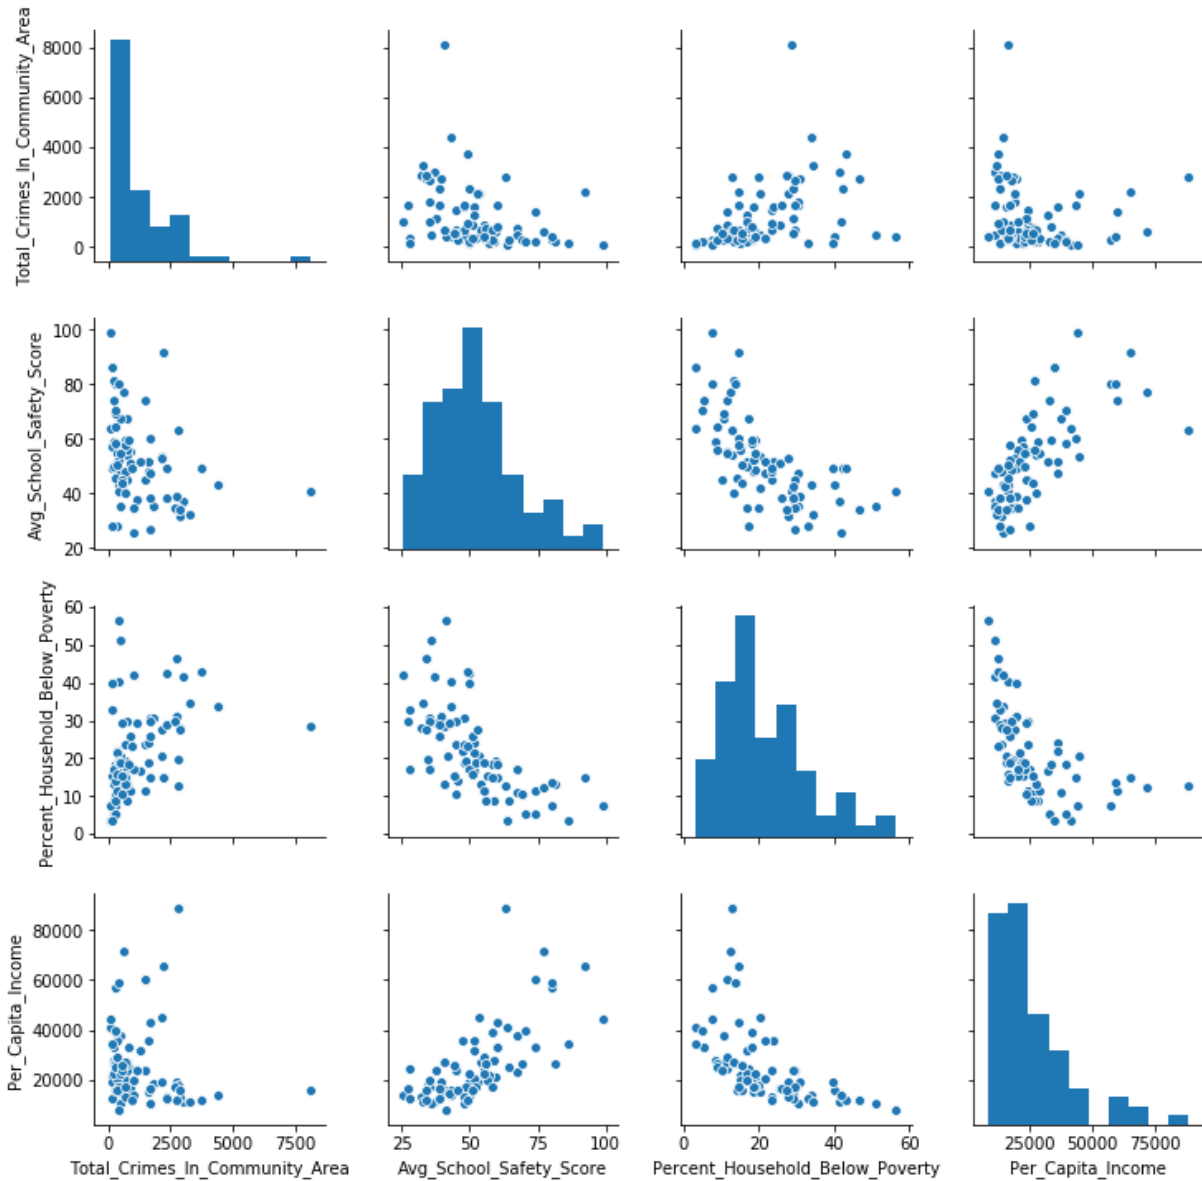 Total_Crimes_In_Community_Area
8000
6000
4000
2000
0
Avg_School_Safety_Score
100
80
60
40
20
Percent_Household_Below_Poverty
60
50
40
30
20
10
0
Per_Capita_Income
80000
60000
40000
20000
0 2500 5000 7500
25 50 75 100
0 20 40 60
25000 50000 75000
Total_Crimes_In_Community_Area
Avg_School_Safety_Score
Percent_Household_Below_Poverty
Per_Capita_Income